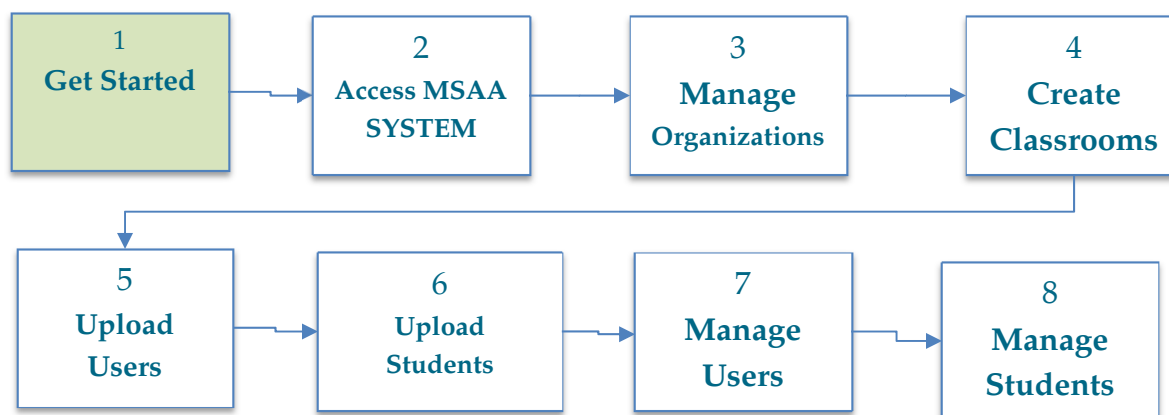 1
Get Started
2
Access MSAA
SYSTEM
3
Manage
Organizations
4
Create
Classrooms
5
Upload
Users
6
Upload
Students
7
Manage
Users
8
Manage
Students